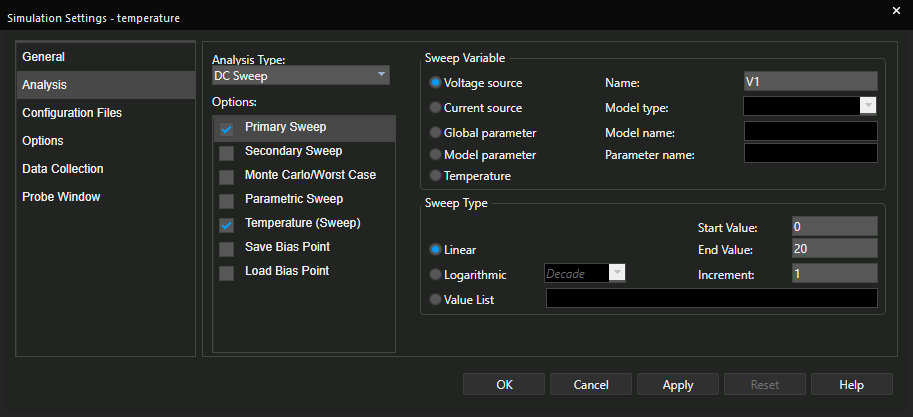 Simulation Settings - temperature
General
Analysis
Configuration Files
Options
Data Collection
Probe Window
Analysis Type:
DC Sweep
Options:
Primary Sweep
Secondary Sweep
Monte Carlo/Worst Case
Parametric Sweep
Temperature (Sweep)
Save Bias Point
Load Bias Point
Sweep Variable
Voltage source
Name: V1
Current source
Model type:
Global parameter
Model name:
Model parameter
Parameter name:
Temperature
Sweep Type
Start Value: 0
Linear
End Value: 20
Logarithmic Decade
Increment: 1
Value List
OK Cancel Apply Reset Help